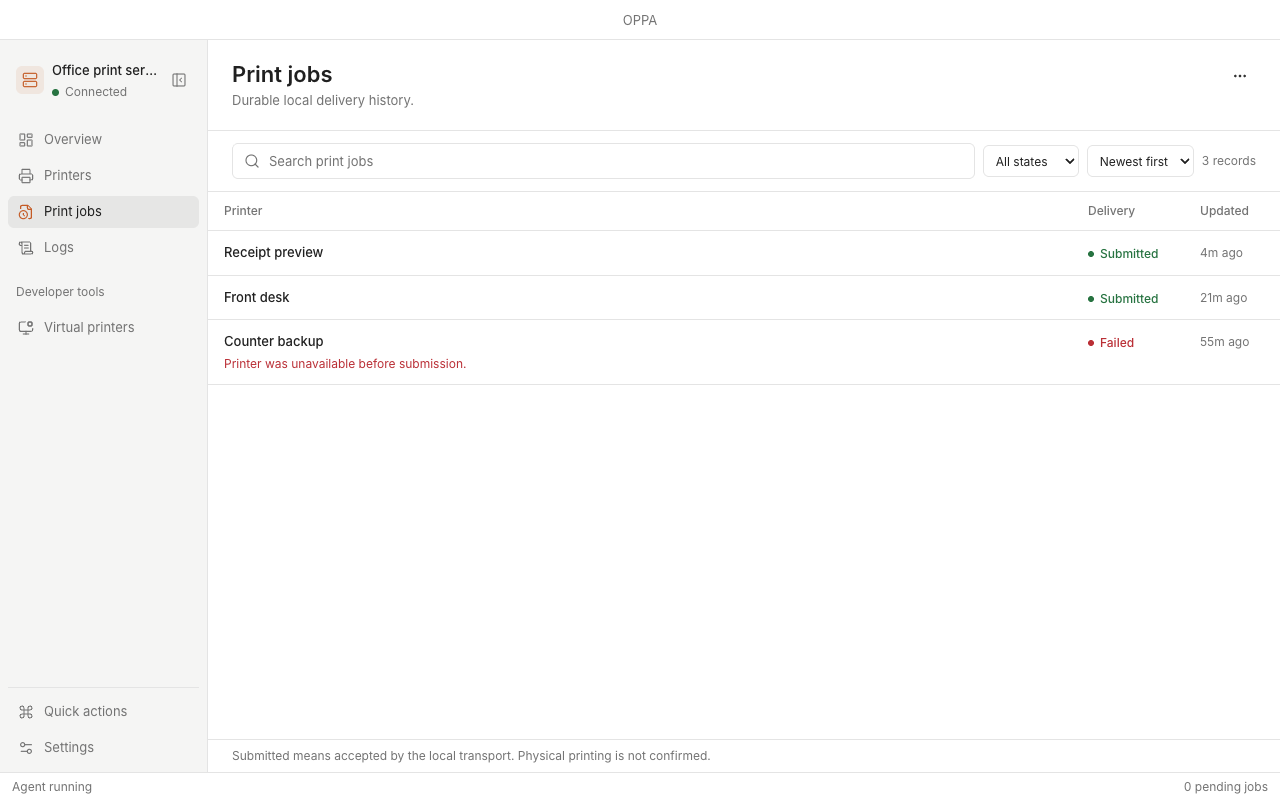 OPPA
Office print ser...
Connected
Overview
Printers
Print jobs
Logs
Developer tools
Virtual printers
Quick actions
Settings
Print jobs
Durable local delivery history.
Search print jobs
All states
Newest first
3 records
Printer Delivery Updated
Receipt preview Submitted 4m ago
Front desk Submitted 21m ago
Counter backup Failed 55m ago
Printer was unavailable before submission.
Submitted means accepted by the local transport. Physical printing is not confirmed.
Agent running
0 pending jobs